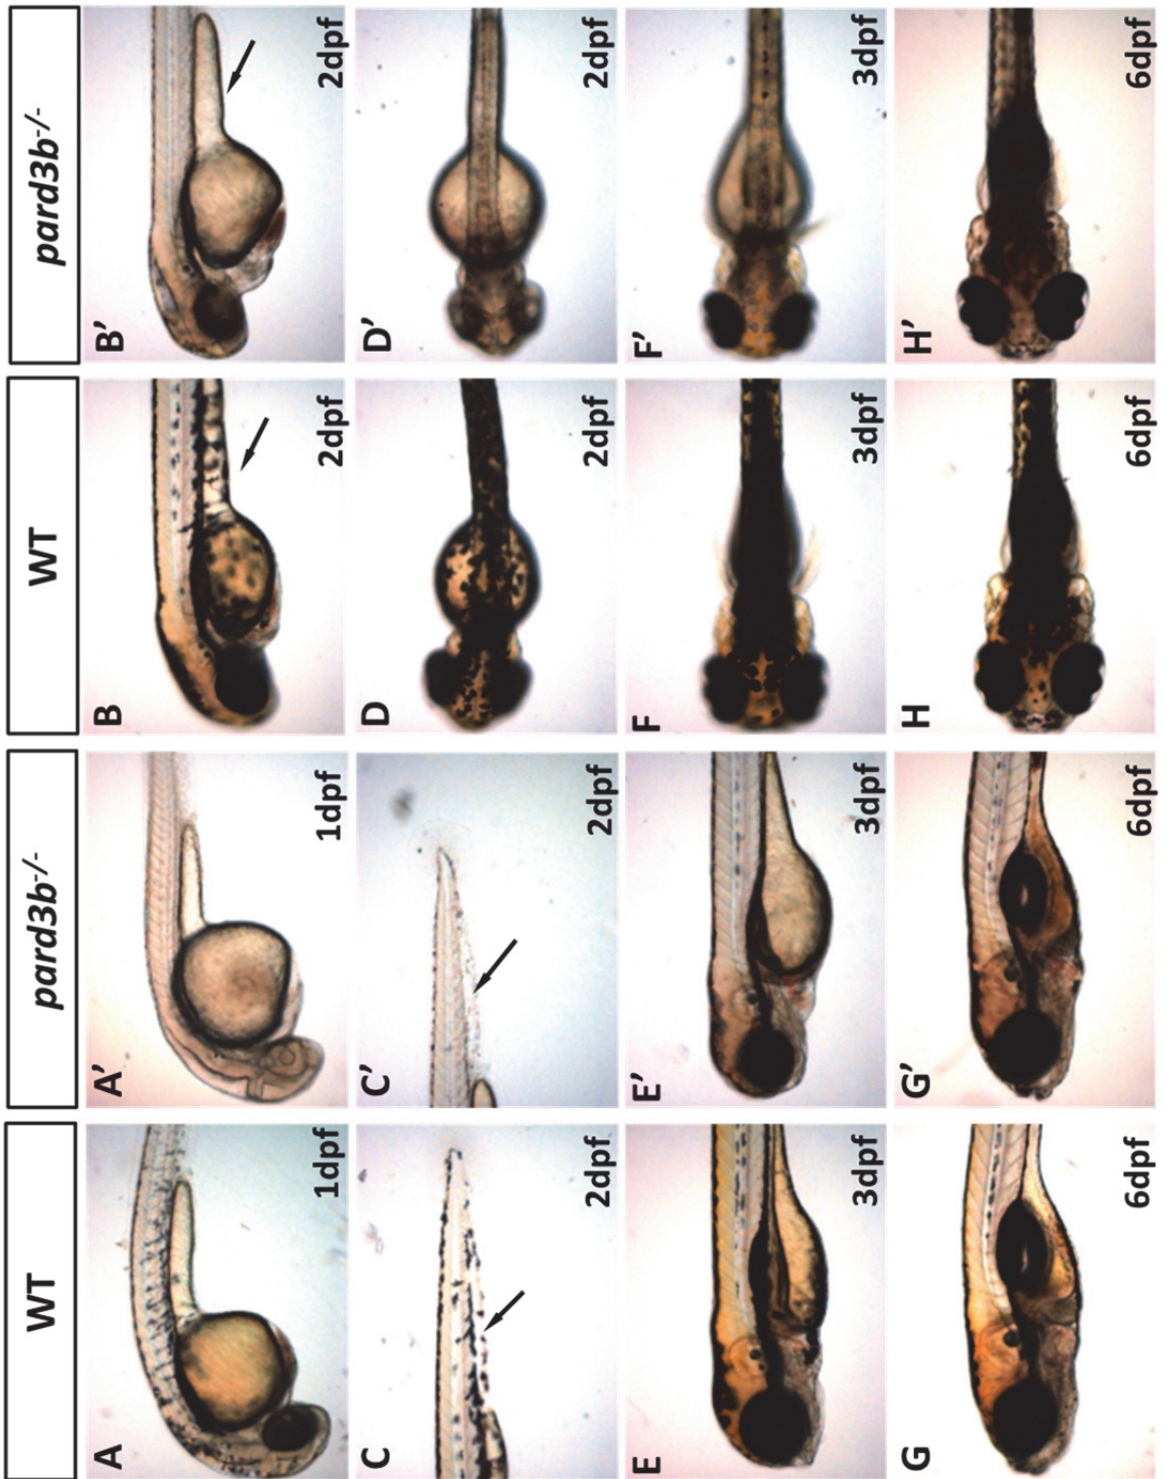 WT
pard3b-/-
WT
pard3b-/-
A
1dpf
A'
1dpf
B
2dpf
B'
2dpf
C
2dpf
C'
2dpf
D
2dpf
D'
2dpf
E
3dpf
E'
3dpf
F
3dpf
F'
3dpf
G
6dpf
G'
6dpf
H
6dpf
H'
6dpf